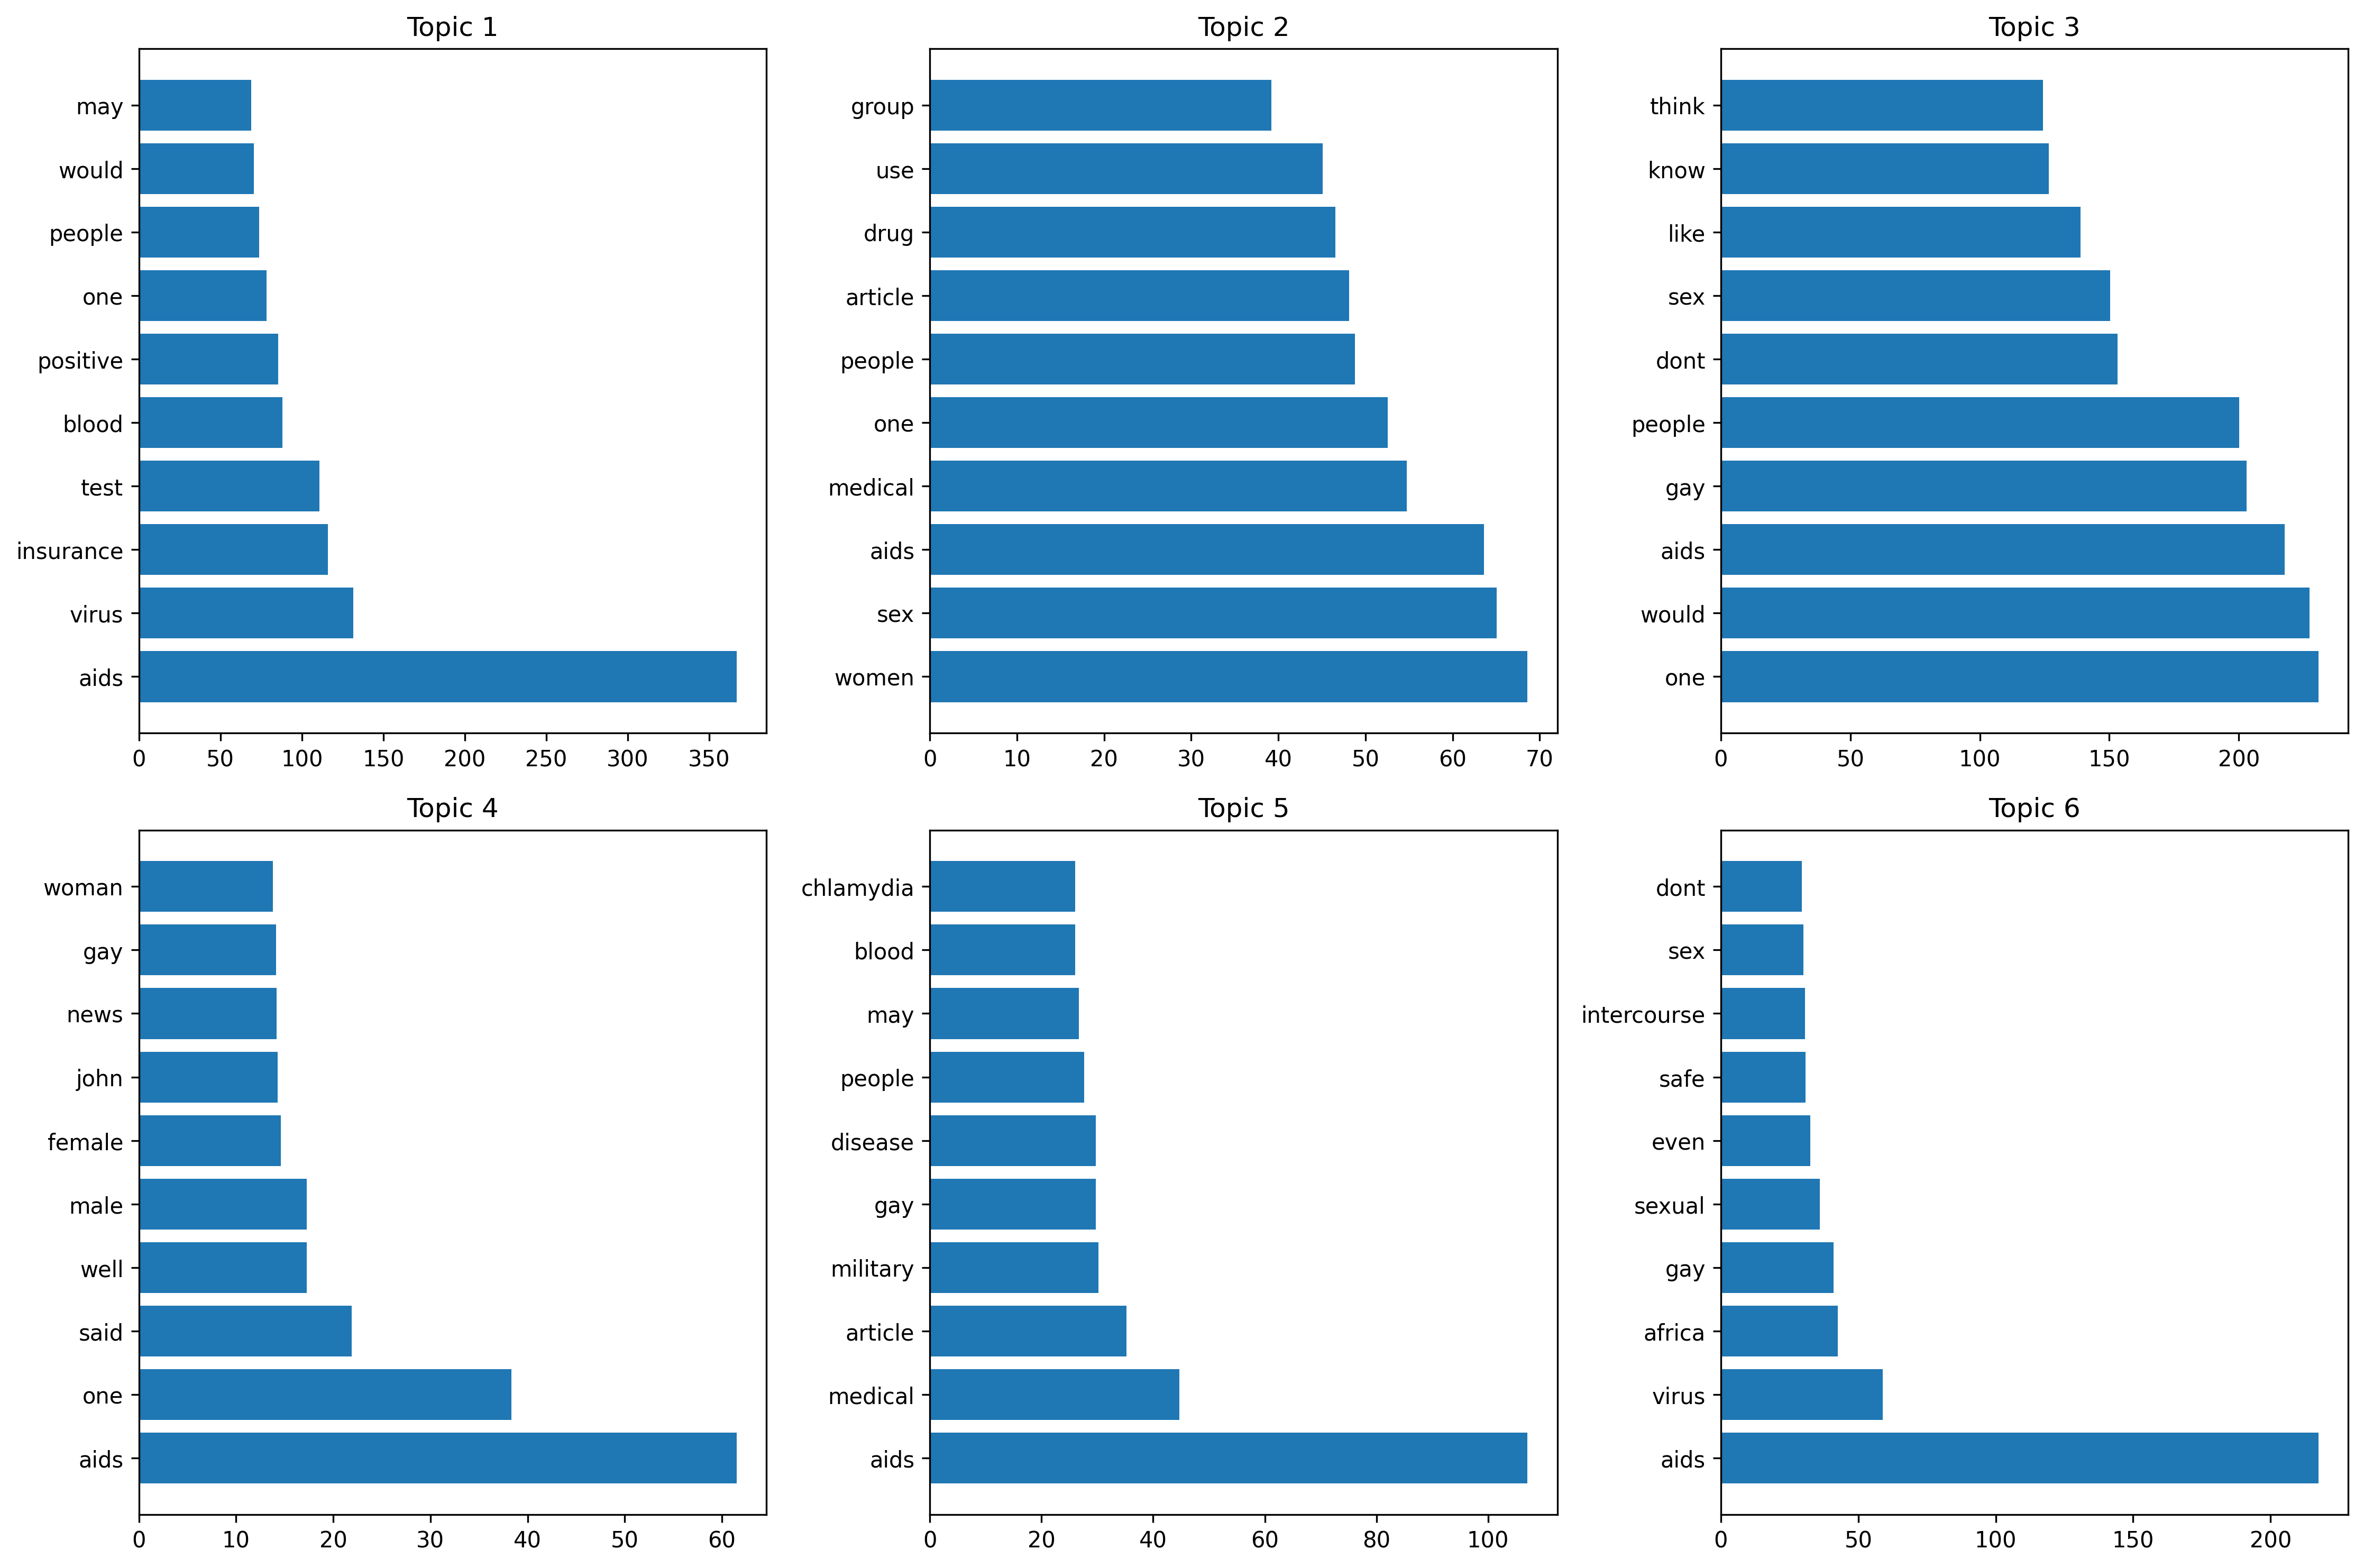 Topic 1
may
would
people
one
positive
blood
test
insurance
virus
aids
0 50 100 150 200 250 300 350
Topic 2
group
use
drug
article
people
one
medical
aids
sex
women
0 10 20 30 40 50 60 70
Topic 3
think
know
like
sex
dont
people
gay
aids
would
one
0 50 100 150 200
Topic 4
woman
gay
news
john
female
male
well
said
one
aids
0 10 20 30 40 50 60
Topic 5
chlamydia
blood
may
people
disease
gay
military
article
medical
aids
0 20 40 60 80 100
Topic 6
dont
sex
intercourse
safe
even
sexual
gay
africa
virus
aids
0 50 100 150 200